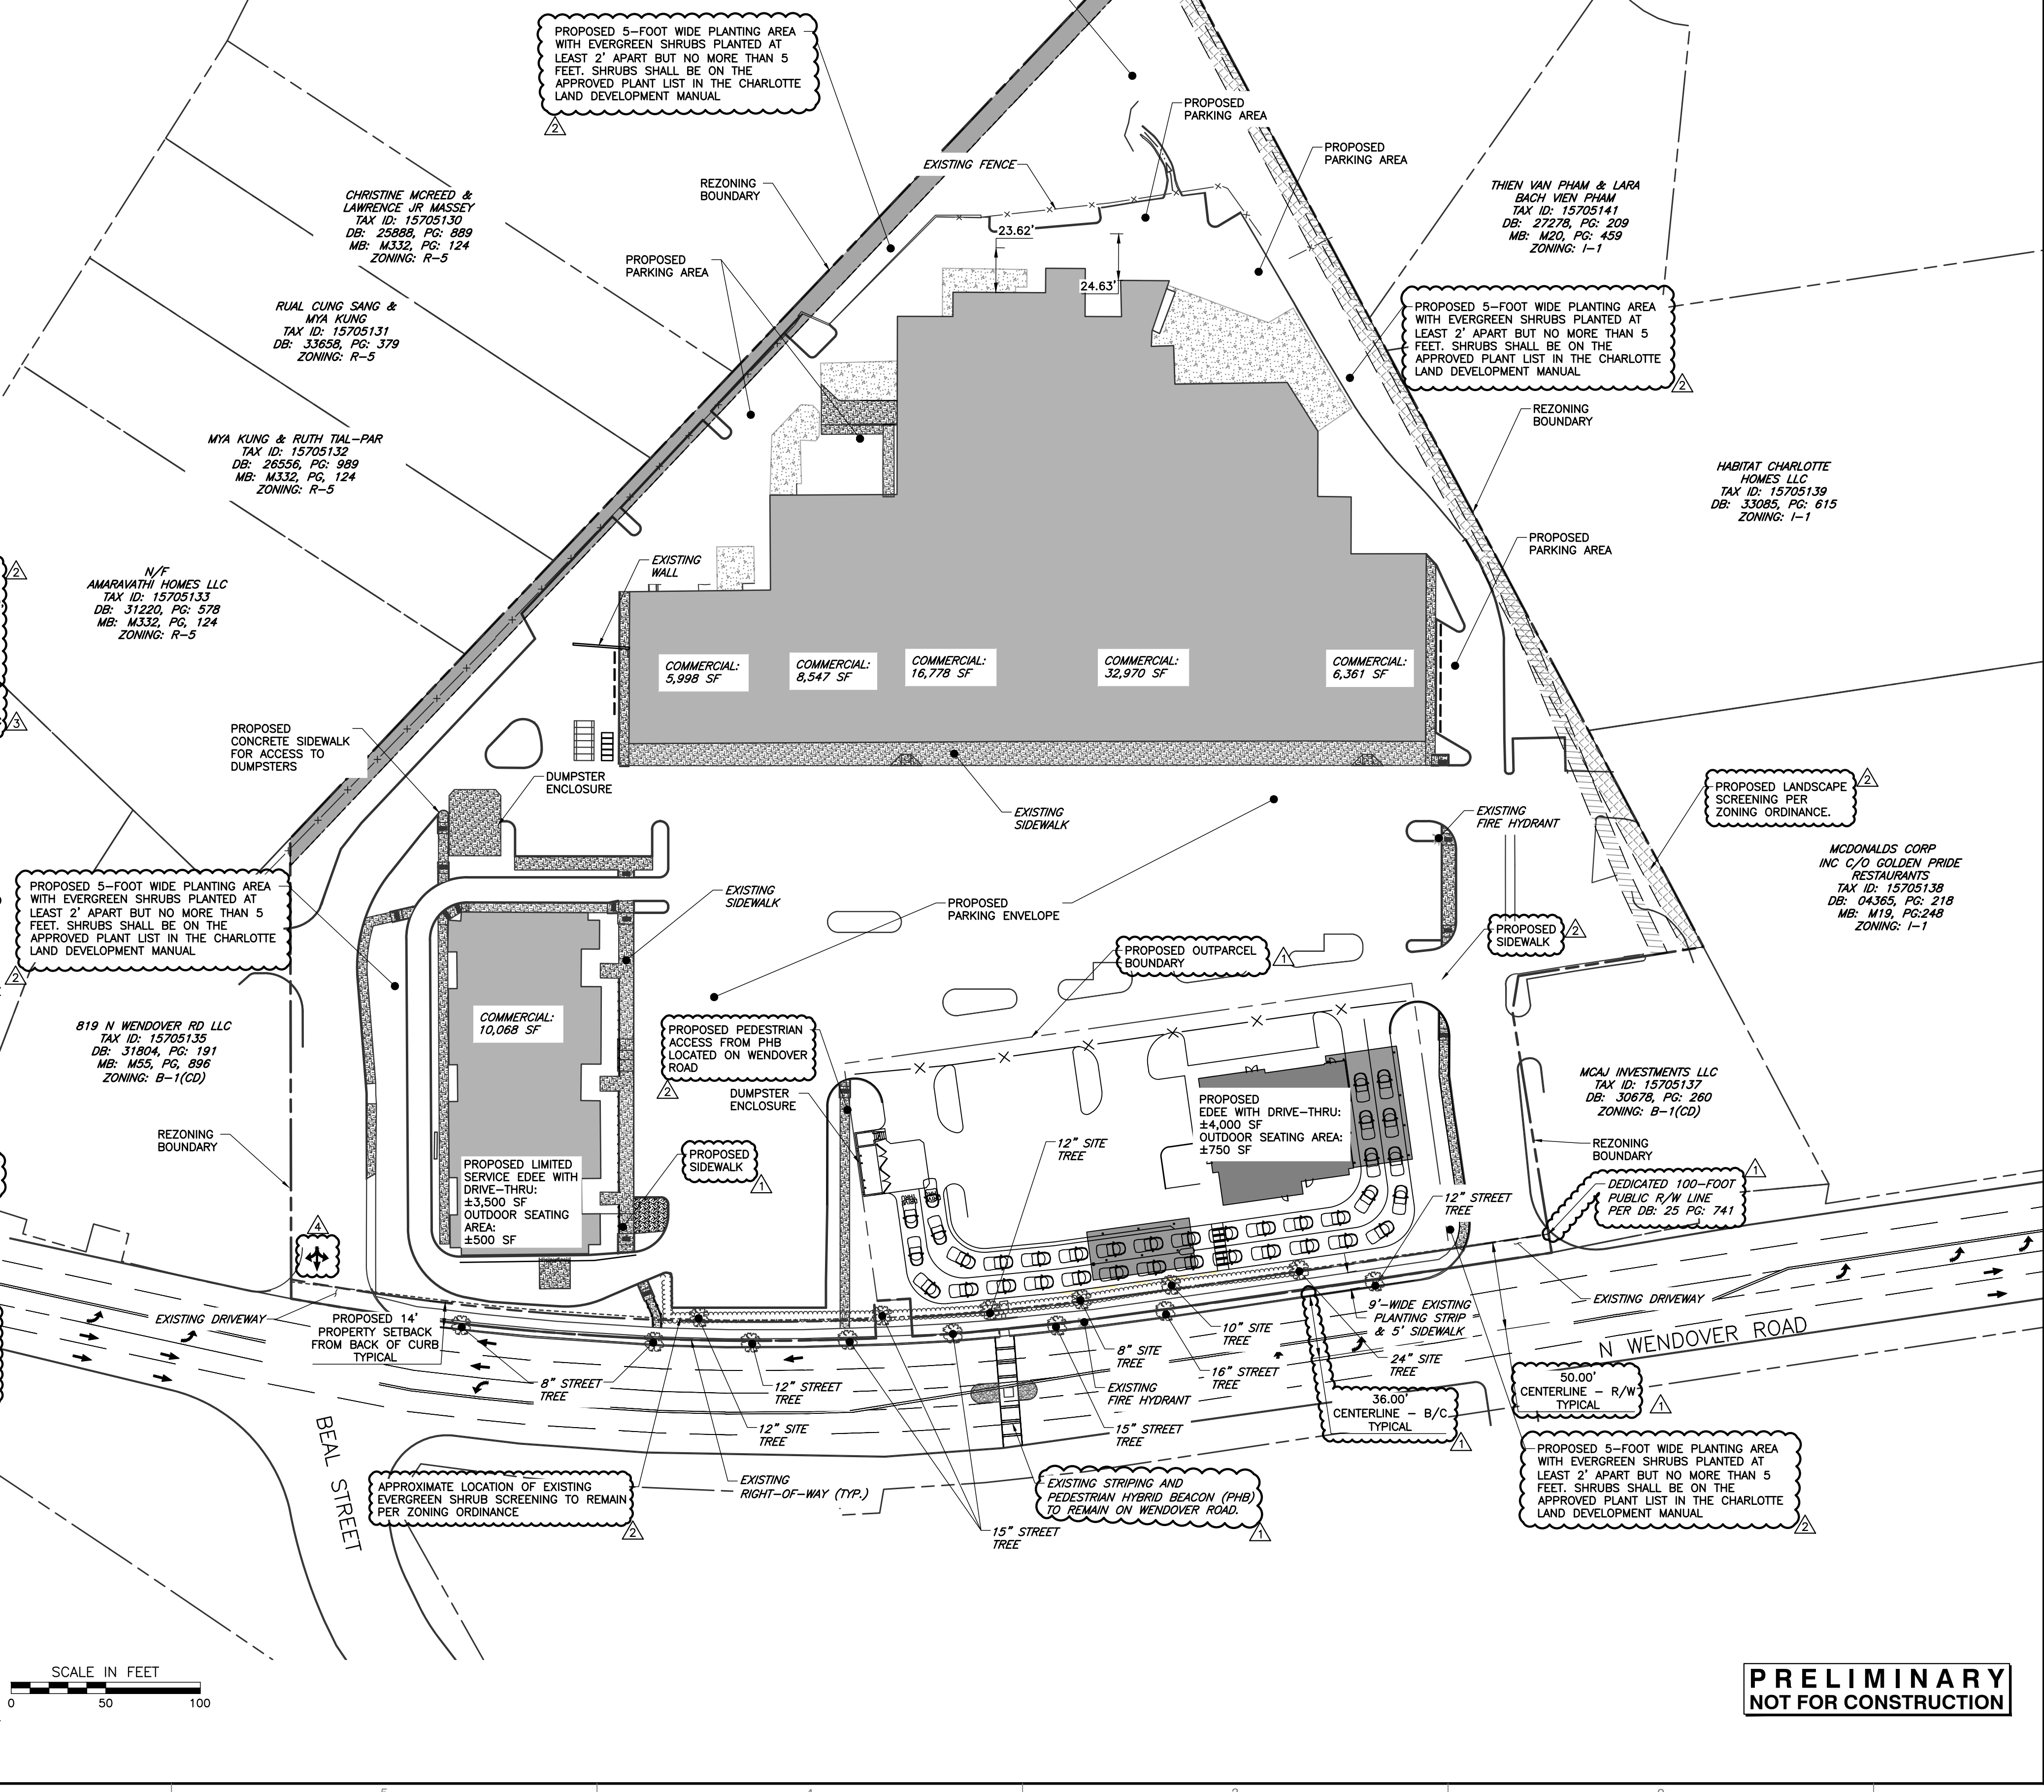 PROPOSED 5-FOOT WIDE PLANTING AREA
WITH EVERGREEN SHRUBS PLANTED AT
LEAST 2' APART BUT NO MORE THAN 5
FEET. SHRUBS SHALL BE ON THE
APPROVED PLANT LIST IN THE CHARLOTTE
LAND DEVELOPMENT MANUAL
2
PROPOSED
PARKING AREA
EXISTING FENCE
PROPOSED
PARKING AREA
REZONING
BOUNDARY
CHRISTINE MCREED &
LAWRENCE JR MASSEY
TAX ID: 15705130
DB: 25888, PG: 889
MB: M332, PG: 124
ZONING: R-5
THIEN VAN PHAM & LARA
BACH VIEN PHAM
TAX ID: 15705141
DB: 27278, PG: 209
MB: M20, PG: 459
ZONING: I-1
23.62'
24.63'
PROPOSED
PARKING AREA
RUAL CUNG SANG &
MYA KUNG
TAX ID: 15705131
DB: 33658, PG: 379
ZONING: R-5
PROPOSED 5-FOOT WIDE PLANTING AREA
WITH EVERGREEN SHRUBS PLANTED AT
LEAST 2' APART BUT NO MORE THAN 5
FEET. SHRUBS SHALL BE ON THE
APPROVED PLANT LIST IN THE CHARLOTTE
LAND DEVELOPMENT MANUAL
2
REZONING
BOUNDARY
MYA KUNG & RUTH TIAL-PAR
TAX ID: 15705132
DB: 26556, PG: 989
MB: M332, PG, 124
ZONING: R-5
HABITAT CHARLOTTE
HOMES LLC
TAX ID: 15705139
DB: 33085, PG: 615
ZONING: I-1
PROPOSED
PARKING AREA
EXISTING
WALL
2
N/F
AMARAVATHI HOMES LLC
TAX ID: 15705133
DB: 31220, PG: 578
MB: M332, PG, 124
ZONING: R-5
COMMERCIAL:
5,998 SF
COMMERCIAL:
8,547 SF
COMMERCIAL:
16,778 SF
COMMERCIAL:
32,970 SF
COMMERCIAL:
6,361 SF
3
PROPOSED
CONCRETE SIDEWALK
FOR ACCESS TO
DUMPSTERS
DUMPSTER
ENCLOSURE
EXISTING
SIDEWALK
EXISTING
FIRE HYDRANT
PROPOSED LANDSCAPE
SCREENING PER
ZONING ORDINANCE.
2
MCDONALDS CORP
INC C/O GOLDEN PRIDE
RESTAURANTS
TAX ID: 15705138
DB: 04365, PG: 218
MB: M19, PG:248
ZONING: I-1
PROPOSED 5-FOOT WIDE PLANTING AREA
WITH EVERGREEN SHRUBS PLANTED AT
LEAST 2' APART BUT NO MORE THAN 5
FEET. SHRUBS SHALL BE ON THE
APPROVED PLANT LIST IN THE CHARLOTTE
LAND DEVELOPMENT MANUAL
2
EXISTING
SIDEWALK
PROPOSED
PARKING ENVELOPE
PROPOSED
SIDEWALK
2
PROPOSED OUTPARCEL
BOUNDARY
1
819 N WENDOVER RD LLC
TAX ID: 15705135
DB: 31804, PG: 191
MB: M55, PG, 896
ZONING: B-1(CD)
COMMERCIAL:
10,068 SF
PROPOSED PEDESTRIAN
ACCESS FROM PHB
LOCATED ON WENDOVER
ROAD
2
DUMPSTER
ENCLOSURE
PROPOSED
EDEE WITH DRIVE-THRU:
±4,000 SF
OUTDOOR SEATING AREA:
±750 SF
MCAJ INVESTMENTS LLC
TAX ID: 15705137
DB: 30678, PG: 260
ZONING: B-1(CD)
REZONING
BOUNDARY
REZONING
BOUNDARY
12" SITE
TREE
PROPOSED
SIDEWALK
1
PROPOSED LIMITED
SERVICE EDEE WITH
DRIVE-THRU:
±3,500 SF
OUTDOOR SEATING
AREA:
±500 SF
12" STREET
TREE
DEDICATED 100-FOOT
PUBLIC R/W LINE
PER DB: 25 PG: 741
1
4
EXISTING DRIVEWAY
PROPOSED 14'
PROPERTY SETBACK
FROM BACK OF CURB
TYPICAL
9'-WIDE EXISTING
PLANTING STRIP
& 5' SIDEWALK
EXISTING DRIVEWAY
N WENDOVER ROAD
10" SITE
TREE
8" SITE
TREE
24" SITE
TREE
16" STREET
TREE
8" STREET
TREE
12" STREET
TREE
EXISTING
FIRE HYDRANT
50.00'
CENTERLINE - R/W
TYPICAL
1
36.00'
CENTERLINE - B/C
TYPICAL
1
12" SITE
TREE
15" STREET
TREE
BEAL STREET
APPROXIMATE LOCATION OF EXISTING
EVERGREEN SHRUB SCREENING TO REMAIN
PER ZONING ORDINANCE
2
EXISTING
RIGHT-OF-WAY (TYP.)
EXISTING STRIPING AND
PEDESTRIAN HYBRID BEACON (PHB)
TO REMAIN ON WENDOVER ROAD.
1
PROPOSED 5-FOOT WIDE PLANTING AREA
WITH EVERGREEN SHRUBS PLANTED AT
LEAST 2' APART BUT NO MORE THAN 5
FEET. SHRUBS SHALL BE ON THE
APPROVED PLANT LIST IN THE CHARLOTTE
LAND DEVELOPMENT MANUAL
2
15" STREET
TREE
SCALE IN FEET
0 50 100
PRELIMINARY
NOT FOR CONSTRUCTION